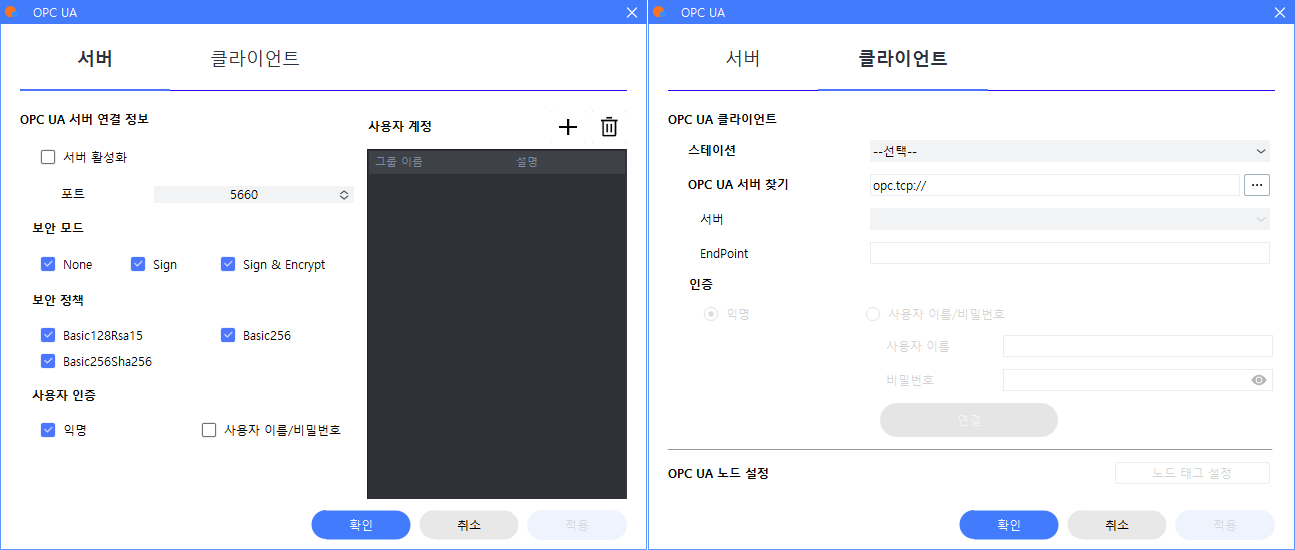 OPC UA
서버
클라이언트
OPC UA 서버 연결 정보
서버 활성화
포트
5660
보안 모드
None
Sign
Sign & Encrypt
보안 정책
Basic128Rsa15
Basic256
Basic256Sha256
사용자 인증
익명
사용자 이름/비밀번호
사용자 계정
그룹 이름
설명
확인
취소
적용
OPC UA
서버
클라이언트
OPC UA 클라이언트
스테이션
--선택--
OPC UA 서버 찾기
opc.tcp://
...
서버
EndPoint
인증
익명
사용자 이름/비밀번호
사용자 이름
비밀번호
연결
OPC UA 노드 설정
노드 태그 설정
확인
취소
적용